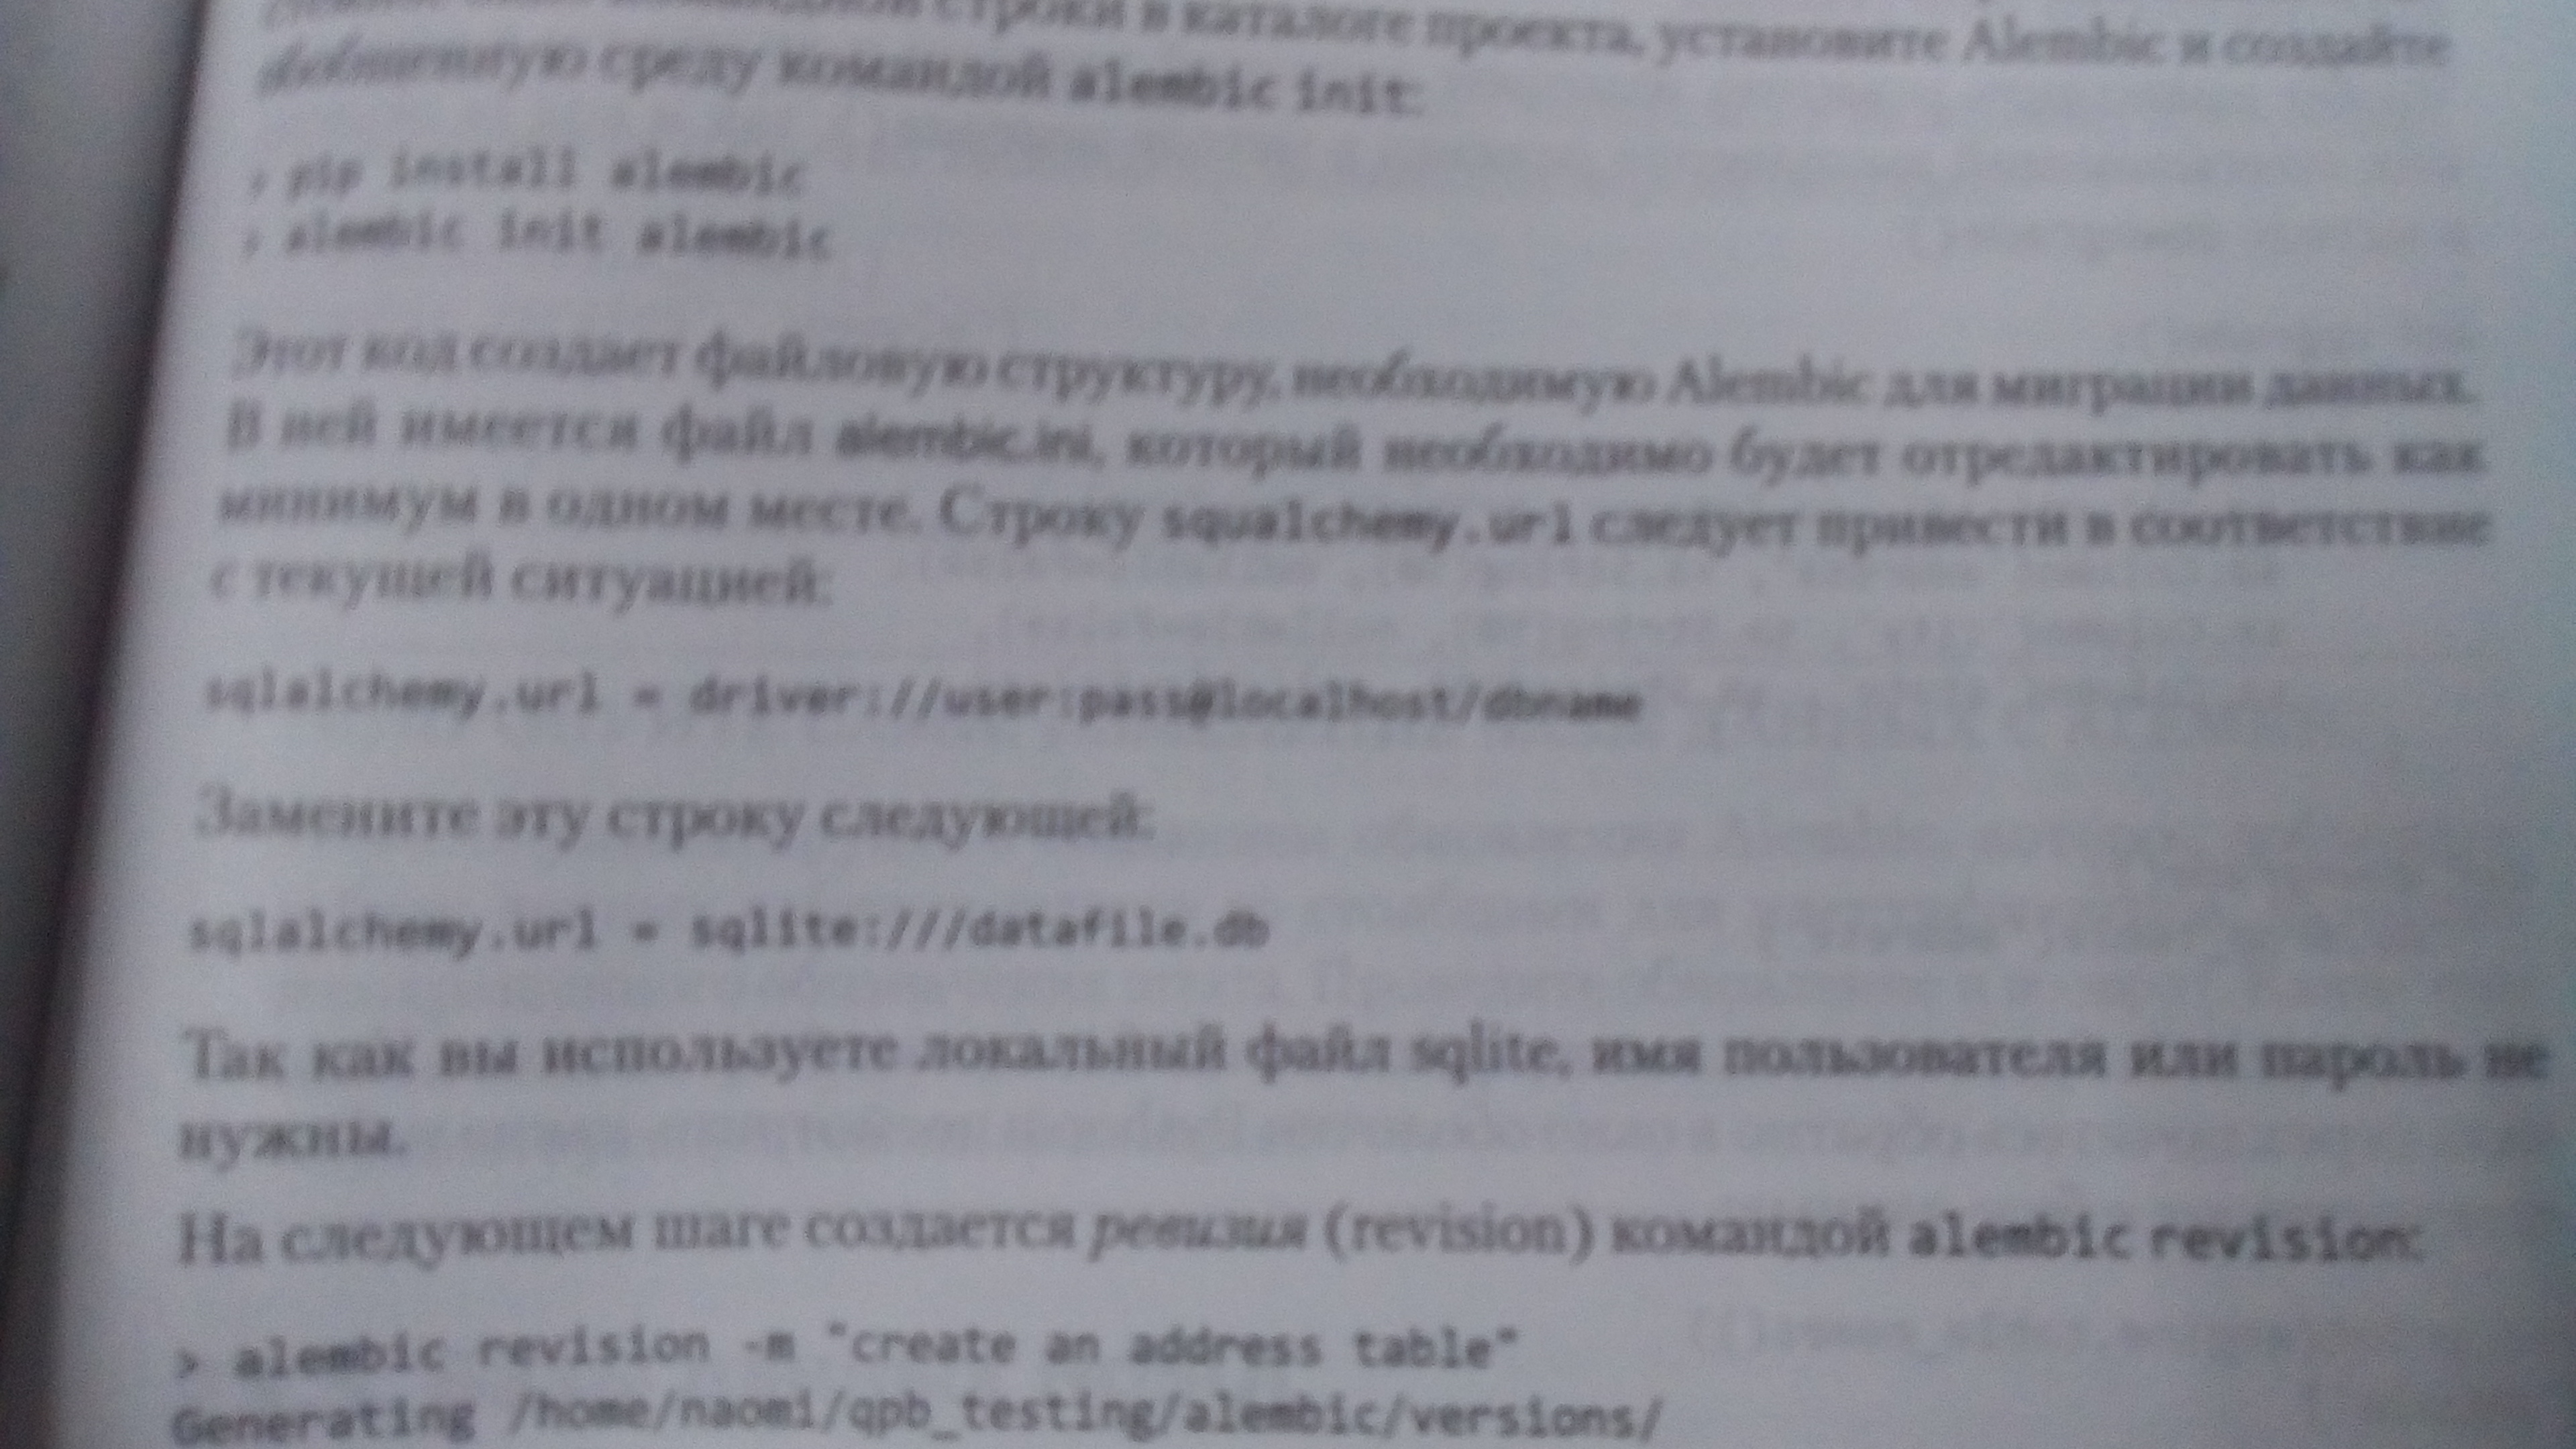 командной строки в каталоге проекта, установите Alembic и создайте
среду командой alembic init:
> pip install alembic
> alembic init alembic
Этот код создает файловую структуру, необходимую Alembic для миграции данных.
В ней имеется файл alembic.ini, который необходимо будет отредактировать как
минимум в одном месте. Строку squalchemy.url следует привести в соответствие
с текущей ситуацией:
sqlalchemy.url = driver://user:pass@localhost/dbname
Замените эту строку следующей:
sqlalchemy.url = sqlite:///datafile.db
Так как вы используете локальный файл sqlite, имя пользователя или пароль не
нужны.
На следующем шаге создается ревизия (revision) командой alembic revision:
> alembic revision -m "create an address table"
Generating /home/naomi/qpb_testing/alembic/versions/